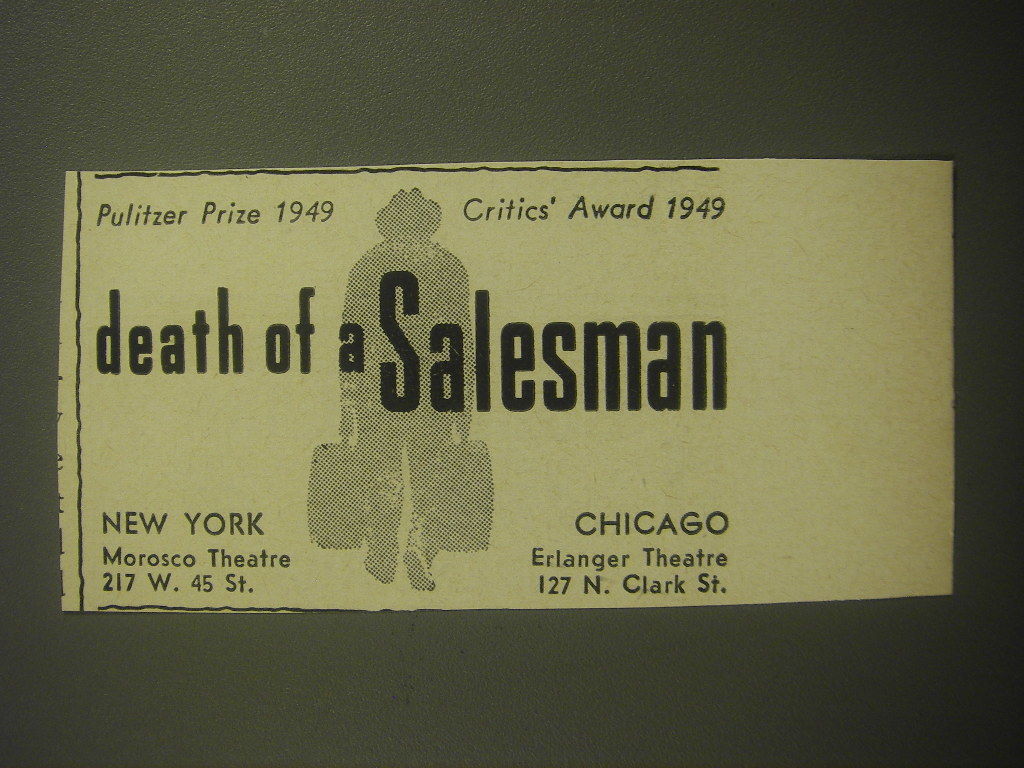 Pulitzer Prize 1949 Critics' Award 1949
death of a Salesman
NEW YORK CHICAGO
Morosco Theatre Erlanger Theatre
217 W. 45 St. 127 N. Clark St.